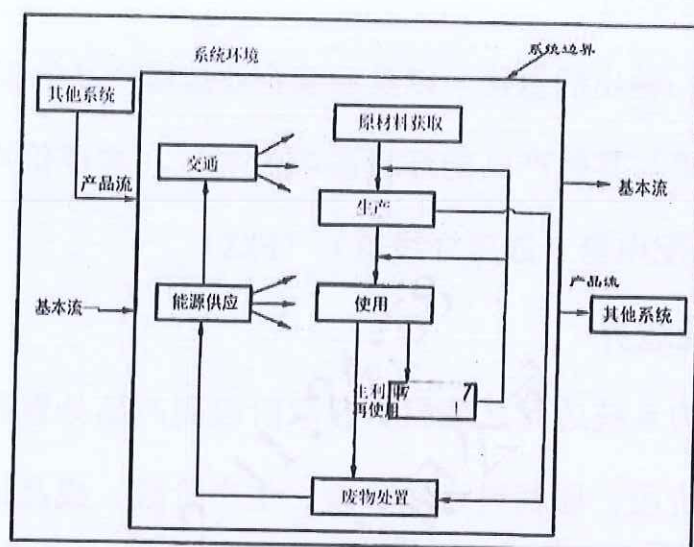 系统环境
系统边界
其他系统
原材料获取
交通
产品流
基本流
生产
产品流
基本流
能源供应
使用
其他系统
再使用
废物处置